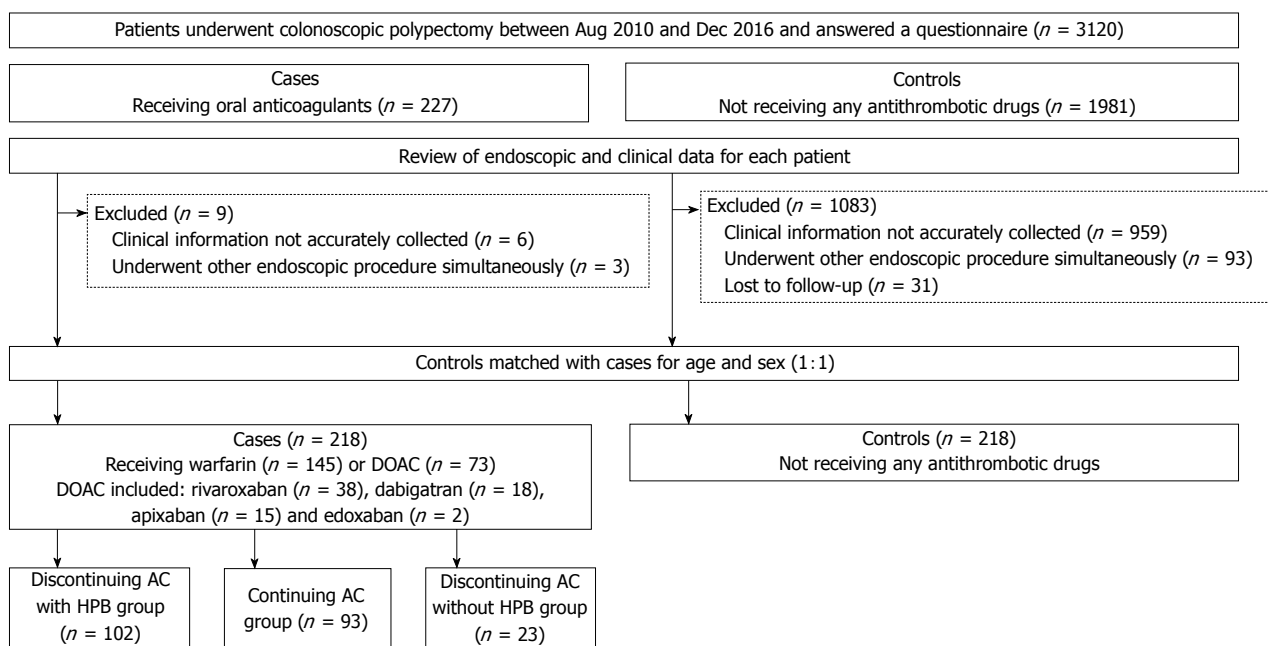 Patients underwent colonoscopic polypectomy between Aug 2010 and Dec 2016 and answered a questionnaire (n = 3120)
Cases
Receiving oral anticoagulants (n = 227)
Controls
Not receiving any antithrombotic drugs (n = 1981)
Review of endoscopic and clinical data for each patient
Excluded (n = 9)
Clinical information not accurately collected (n = 6)
Underwent other endoscopic procedure simultaneously (n = 3)
Excluded (n = 1083)
Clinical information not accurately collected (n = 959)
Underwent other endoscopic procedure simultaneously (n = 93)
Lost to follow-up (n = 31)
Controls matched with cases for age and sex (1:1)
Cases (n = 218)
Receiving warfarin (n = 145) or DOAC (n = 73)
DOAC included: rivaroxaban (n = 38), dabigatran (n = 18),
apixaban (n = 15) and edoxaban (n = 2)
Controls (n = 218)
Not receiving any antithrombotic drugs
Discontinuing AC
with HPB group
(n = 102)
Continuing AC
group (n = 93)
Discontinuing AC
without HPB group
(n = 23)